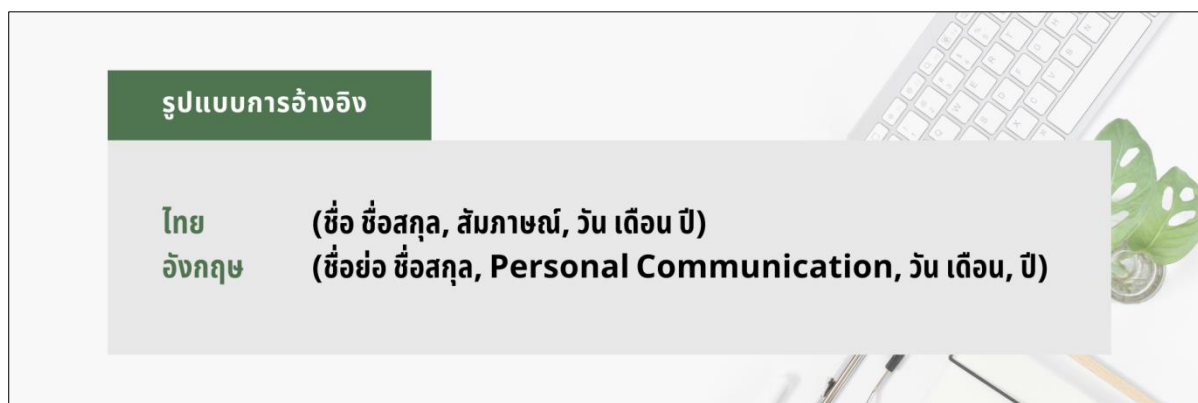 รูปแบบการอ้างอิง
ไทย (ชื่อ ชื่อสกุล, สัมภาษณ์, วัน เดือน ปี)
อังกฤษ (ชื่อย่อ ชื่อสกุล, Personal Communication, วัน เดือน, ปี)